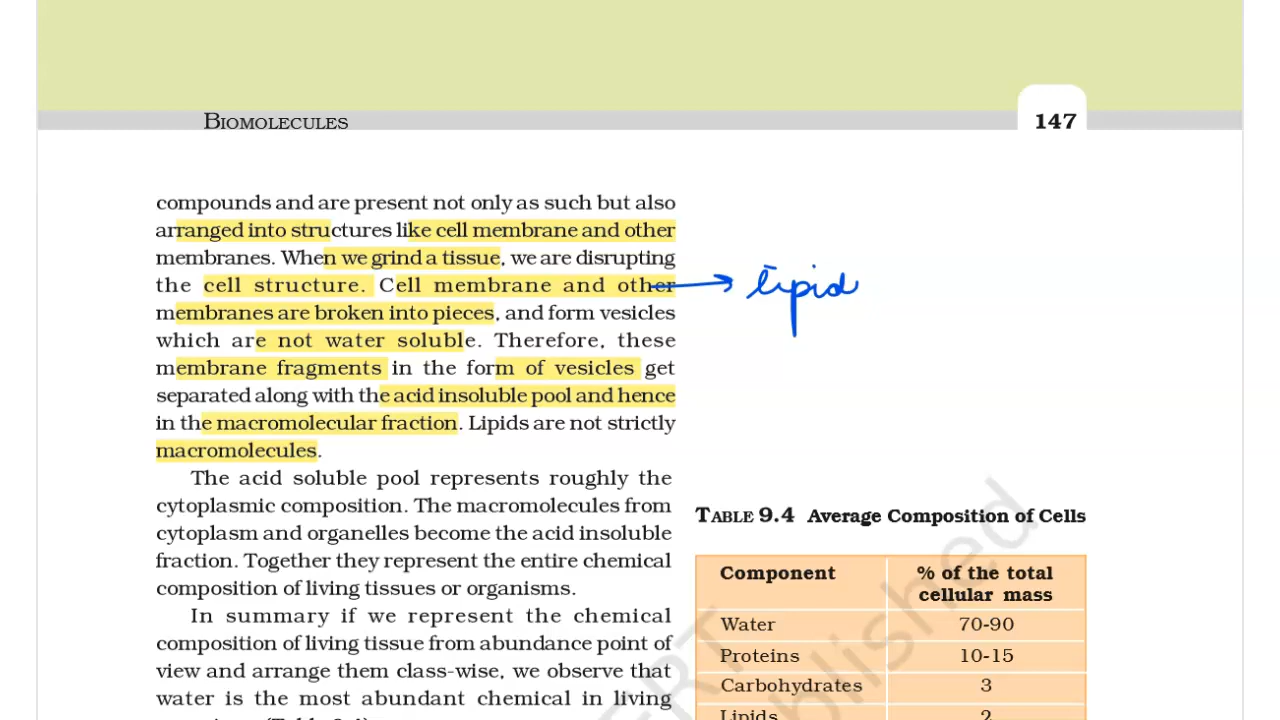 BIOMOLECULES
147
compounds and are present not only as such but also
arranged into structures like cell membrane and other
membranes. When we grind a tissue, we are disrupting
the cell structure. Cell membrane and other
membranes are broken into pieces, and form vesicles
which are not water soluble. Therefore, these
membrane fragments in the form of vesicles get
separated along with the acid insoluble pool and hence
in the macromolecular fraction. Lipids are not strictly
macromolecules.
lipid
The acid soluble pool represents roughly the
cytoplasmic composition. The macromolecules from
cytoplasm and organelles become the acid insoluble
fraction. Together they represent the entire chemical
composition of living tissues or organisms.
In summary if we represent the chemical
composition of living tissue from abundance point of
view and arrange them class-wise, we observe that
water is the most abundant chemical in living
TABLE 9.4 Average Composition of Cells
Component % of the total
cellular mass
Water 70-90
Proteins 10-15
Carbohydrates 3
Lipids 2